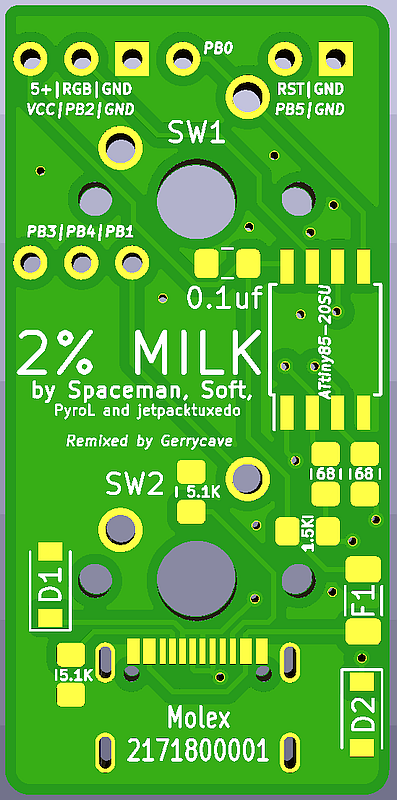 PB0
5+|RGB|GND
RST|GND
VCC|PB2|GND
PB5|GND
SW1
PB3|PB4|PB1
0.1uf
ATtiny85-20SU
2% MILK
by Spaceman, Soft,
PyroL and jetpacktuxedo
Remixed by Gerrycave
68
68
SW2
5.1K
1.5K
D1
F1
5.1K
D2
Molex
2171800001